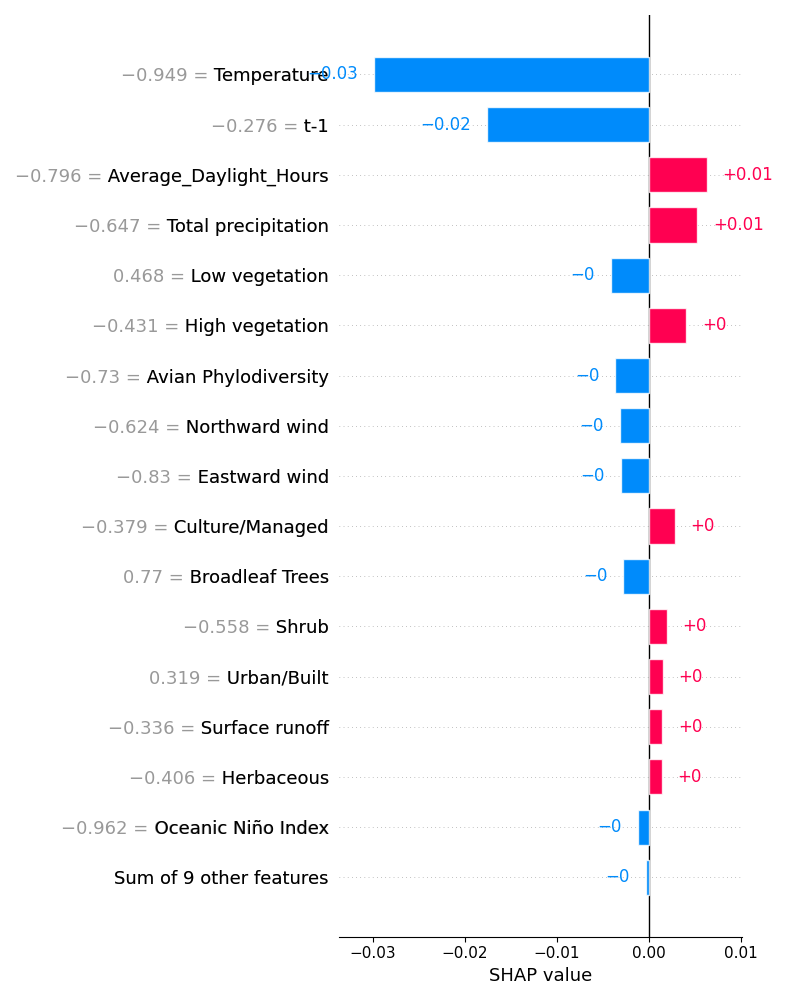 −0.949 = Temperature −0.03
−0.276 = t-1 −0.02
−0.796 = Average_Daylight_Hours +0.01
−0.647 = Total precipitation +0.01
0.468 = Low vegetation −0
−0.431 = High vegetation +0
−0.73 = Avian Phylodiversity −0
−0.624 = Northward wind −0
−0.83 = Eastward wind −0
−0.379 = Culture/Managed +0
0.77 = Broadleaf Trees −0
−0.558 = Shrub +0
0.319 = Urban/Built +0
−0.336 = Surface runoff +0
−0.406 = Herbaceous +0
−0.962 = Oceanic Niño Index −0
Sum of 9 other features −0
−0.03 −0.02 −0.01 0.00 0.01
SHAP value